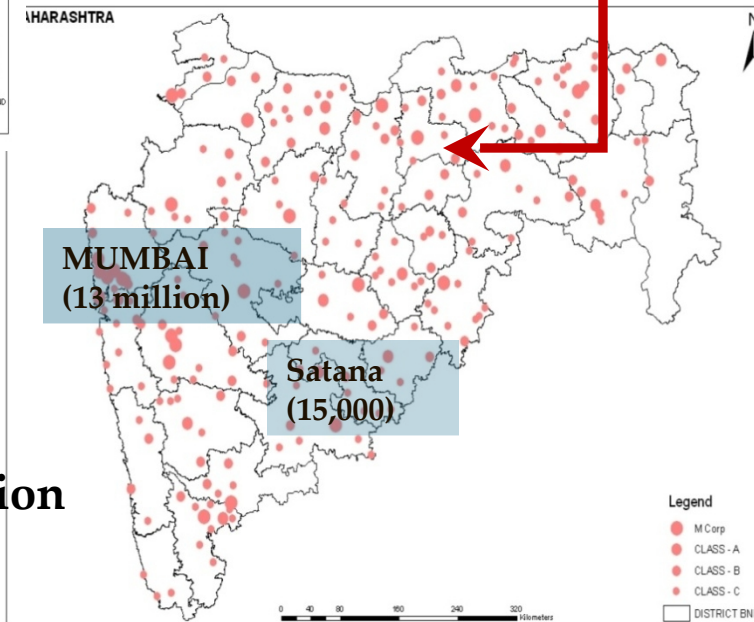 AHARASHTRA
N
MUMBAI
(13 million)
Satana
(15,000)
ion
Legend
M Corp
CLASS - A
CLASS - B
CLASS - C
DISTRICT BN
0 40 80 160 240 320
Kilometers